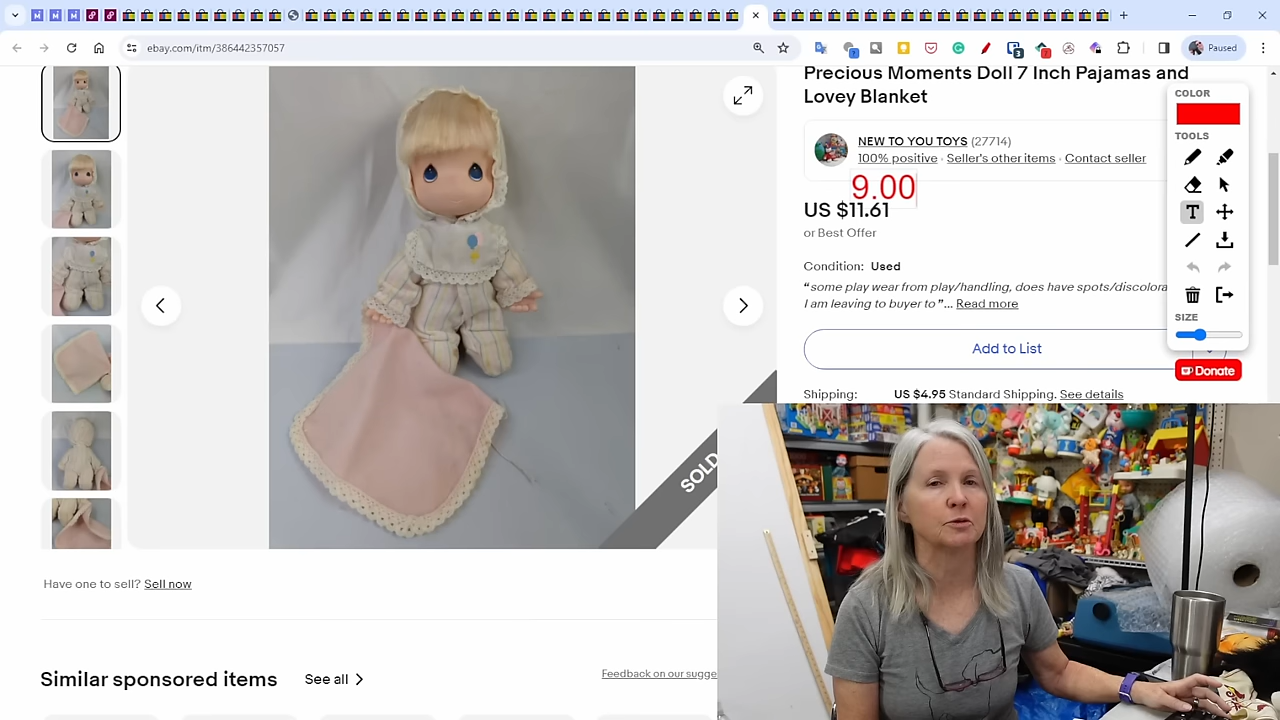 ebay.com/itm/386442357057
Paused
Precious Moments Doll 7 Inch Pajamas and
Lovey Blanket
NEW TO YOU TOYS (27714)
100% positive · Seller's other items · Contact seller
9.00
US $11.61
or Best Offer
Condition: Used
“some play wear from play/handling, does have spots/discolora
I am leaving to buyer to”... Read more
Add to List
Shipping: US $4.95 Standard Shipping. See details
COLOR
TOOLS
T
SIZE
Donate
SOLD
Have one to sell? Sell now
Similar sponsored items See all
Feedback on our sugge